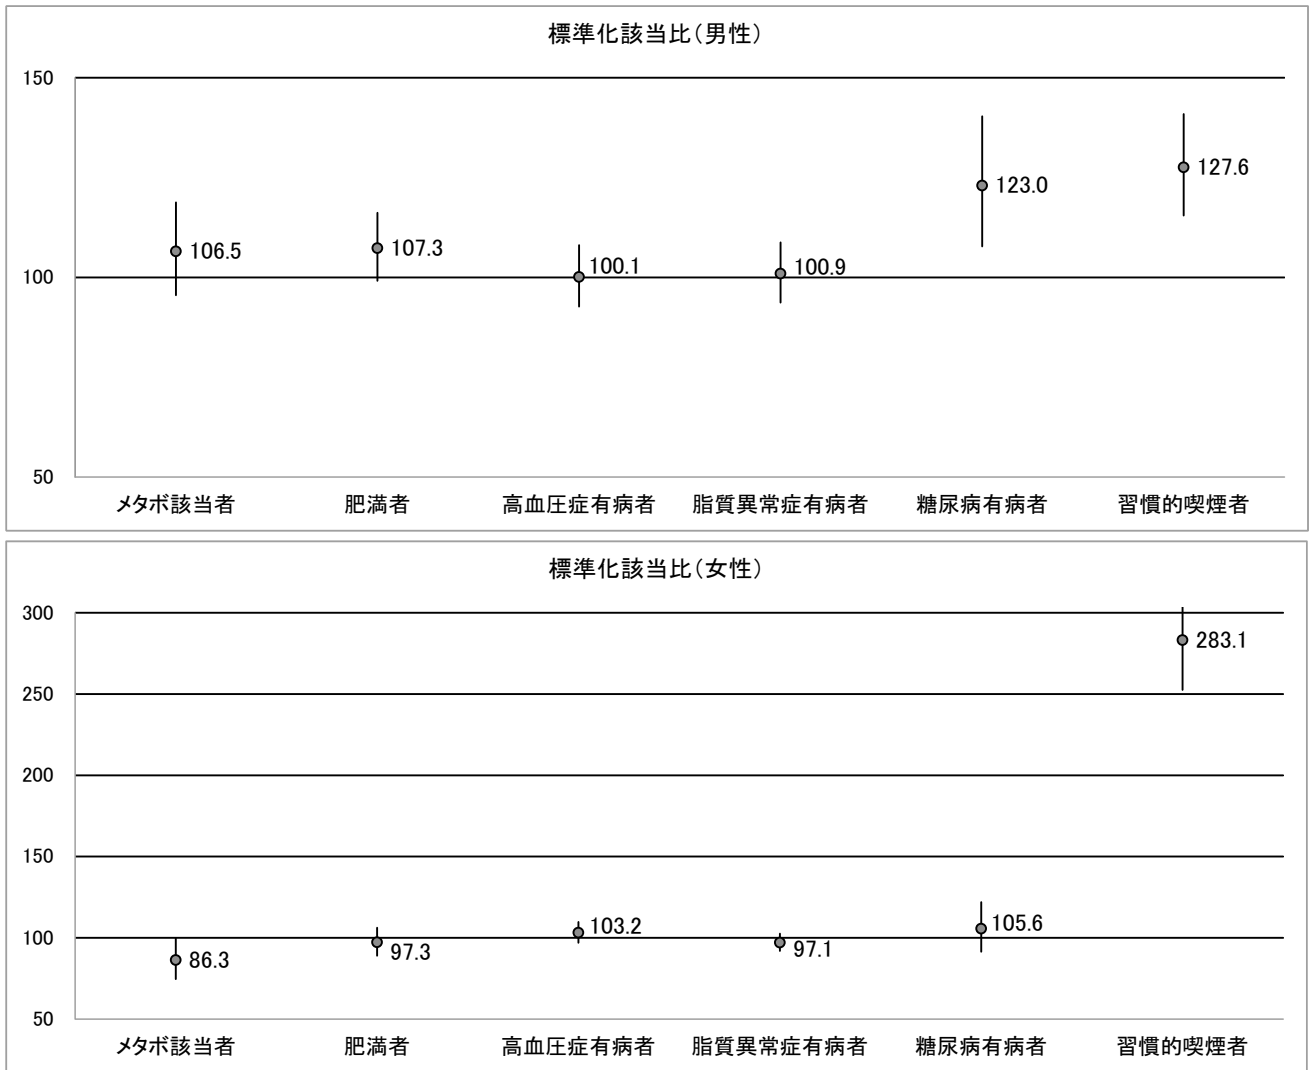 標準化該当比（男性）
150
127.6
123.0
106.5
107.3
100.1
100.9
100
50
メタボ該当者
肥満者
高血圧症有病者
脂質異常症有病者
糖尿病有病者
習慣的喫煙者
標準化該当比（女性）
300
283.1
250
200
150
103.2
105.6
100
86.3
97.3
97.1
50
メタボ該当者
肥満者
高血圧症有病者
脂質異常症有病者
糖尿病有病者
習慣的喫煙者